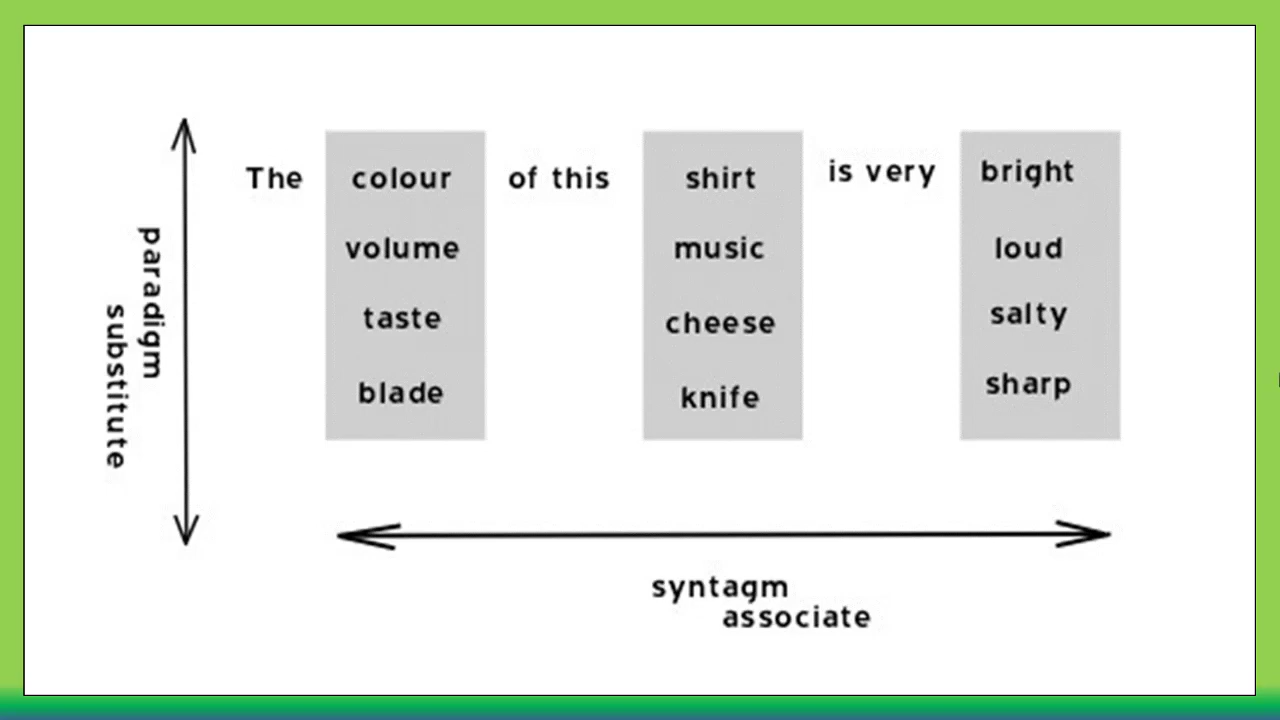 The colour of this shirt is very bright
volume music loud
taste cheese salty
blade knife sharp
paradigm
substitute
syntagm
associate